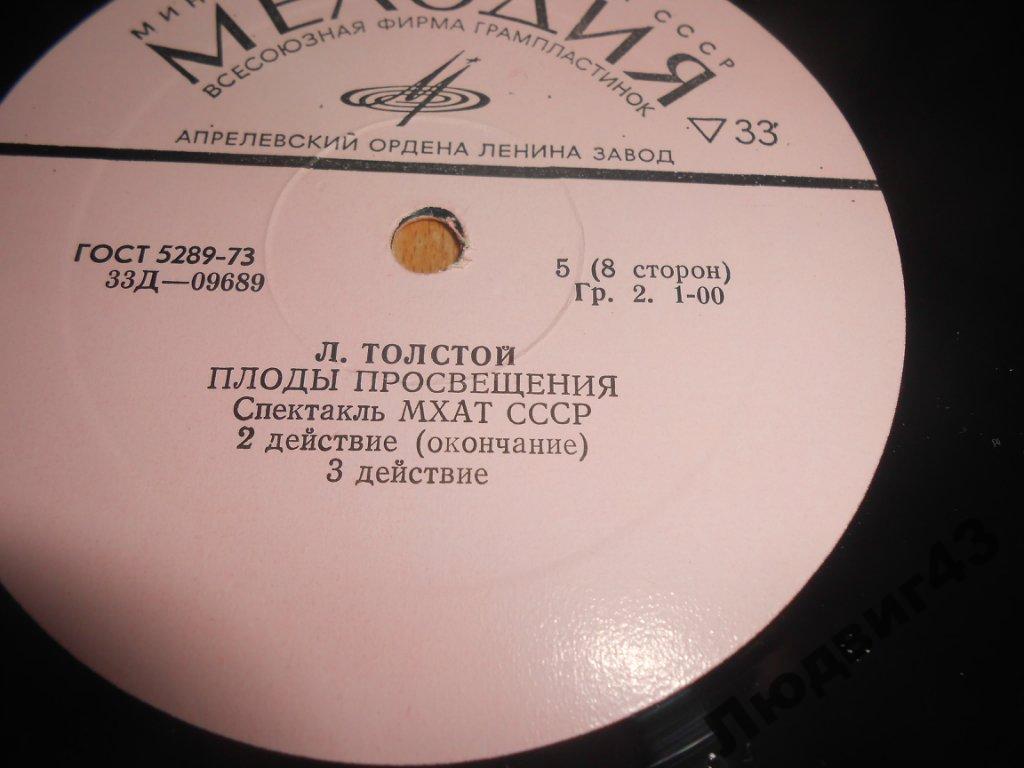 СССР
МЕЛОДИЯ
ВСЕСОЮЗНАЯ ФИРМА ГРАМПЛАСТИНОК
33
АПРЕЛЕВСКИЙ ОРДЕНА ЛЕНИНА ЗАВОД
ГОСТ 5289-73
33Д—09689
5 (8 сторон)
Гр. 2. 1-00
Л. ТОЛСТОЙ
ПЛОДЫ ПРОСВЕЩЕНИЯ
Спектакль МХАТ СССР
2 действие (окончание)
3 действие
Людвиг43